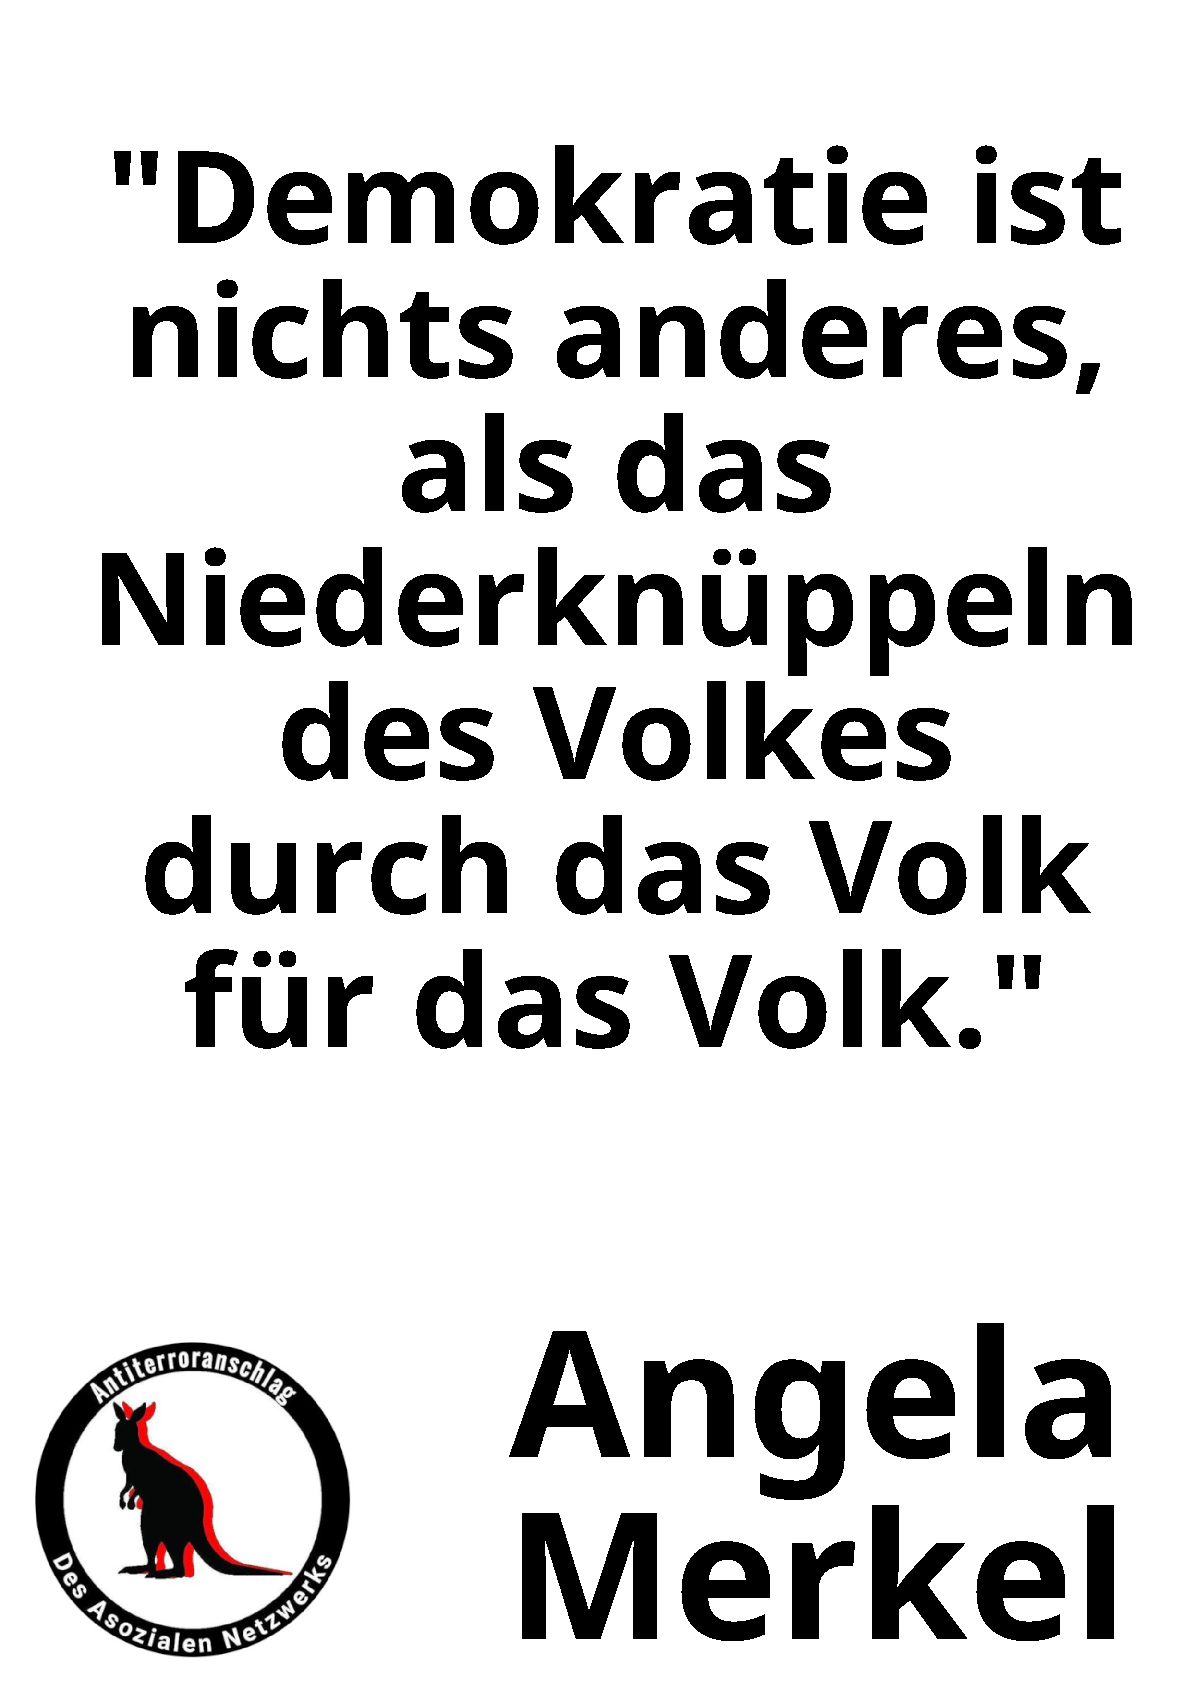 "Demokratie ist
nichts anderes,
als das
Niederknüppeln
des Volkes
durch das Volk
für das Volk."
Angela
Merkel
Antiterroranschlag
Des Asozialen Netzwerks